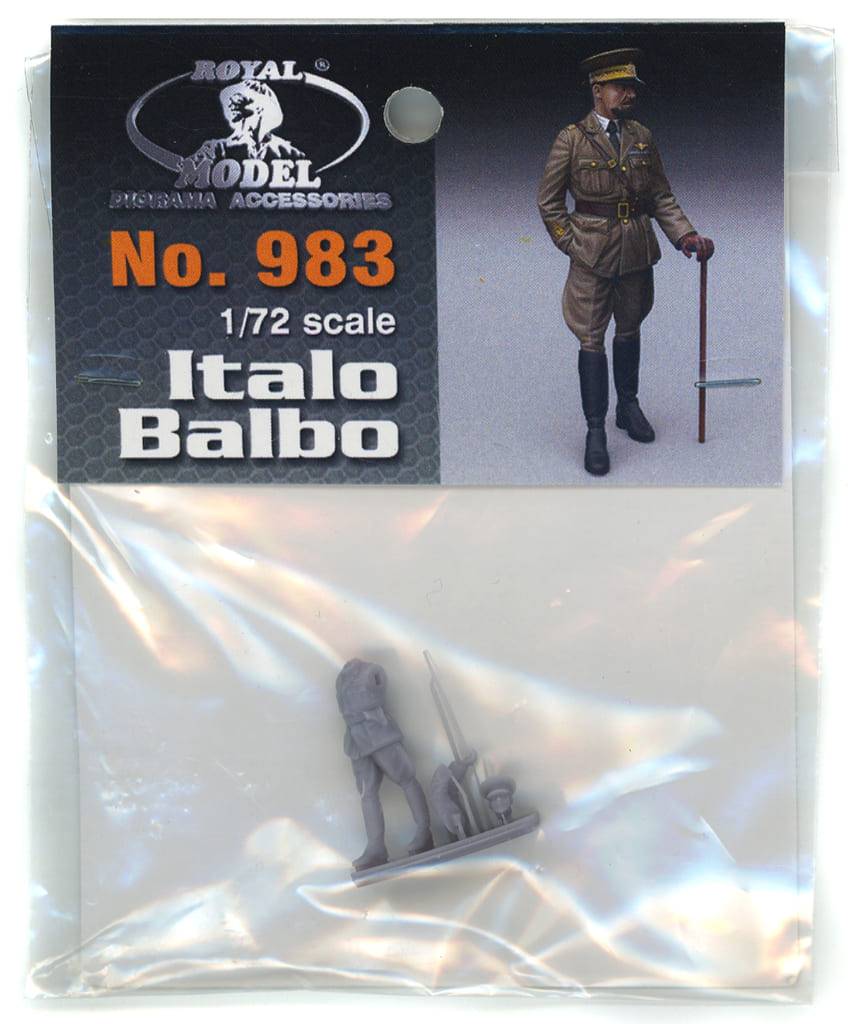 ROYAL ®
MODEL
DIORAMA ACCESSORIES
No. 983
1/72 scale
Italo
Balbo